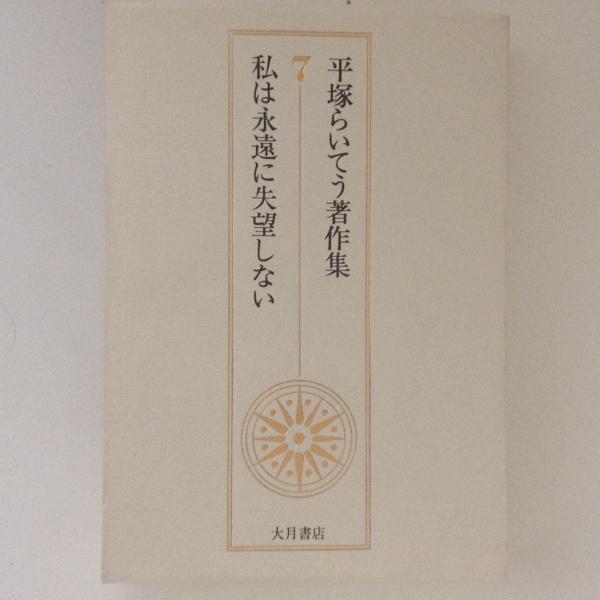 平塚らいてう著作集
7
私は永遠に失望しない
大月書店